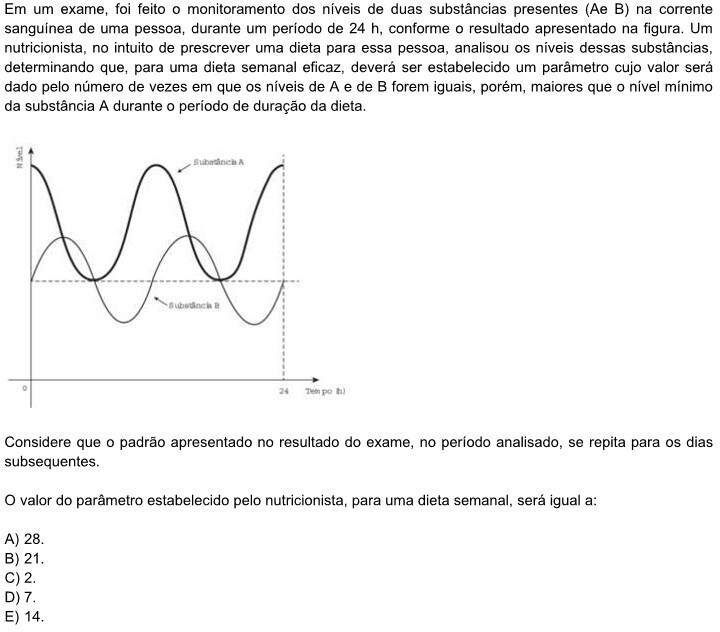 Em um exame, foi feito o monitoramento dos níveis de duas substâncias presentes (Ae B) na corrente
sanguínea de uma pessoa, durante um período de 24 h, conforme o resultado apresentado na figura. Um
nutricionista, no intuito de prescrever uma dieta para essa pessoa, analisou os níveis dessas substâncias,
determinando que, para uma dieta semanal eficaz, deverá ser estabelecido um parâmetro cujo valor será
dado pelo número de vezes em que os níveis de A e de B forem iguais, porém, maiores que o nível mínimo
da substância A durante o período de duração da dieta.
Nível
Substância A
Substância B
0
24
Tempo (h)
Considere que o padrão apresentado no resultado do exame, no período analisado, se repita para os dias
subsequentes.
O valor do parâmetro estabelecido pelo nutricionista, para uma dieta semanal, será igual a:
A) 28.
B) 21.
C) 2.
D) 7.
E) 14.